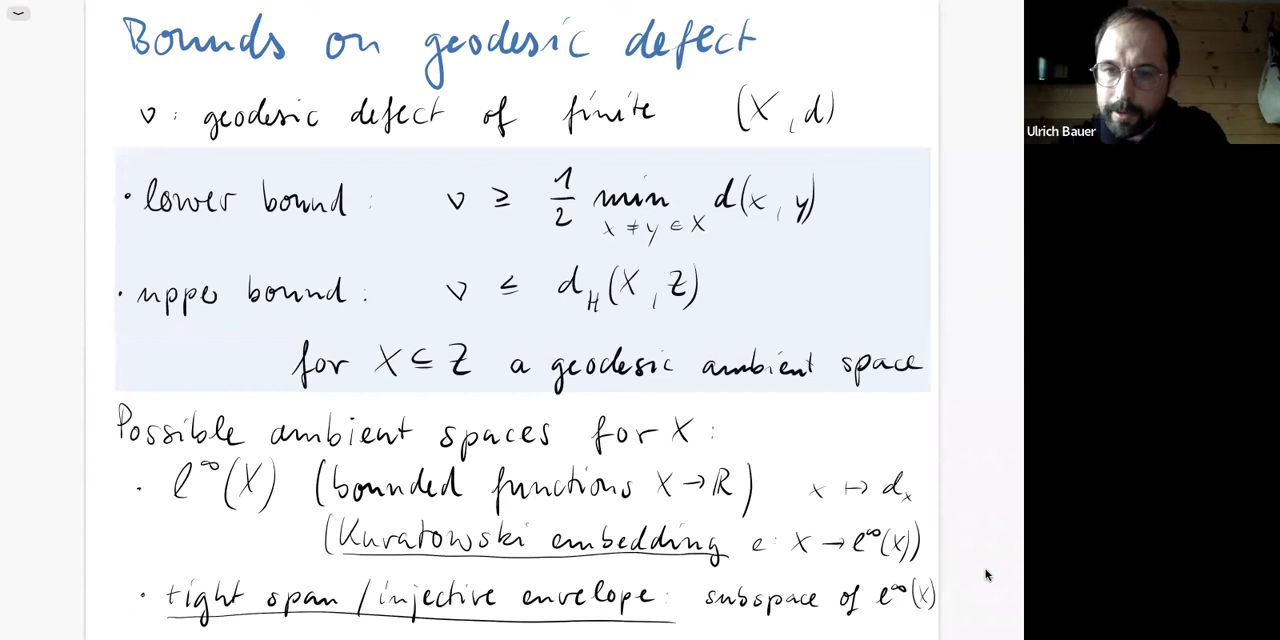 Bounds on geodesic defect
ν : geodesic defect of finite (X, d)
· lower bound : ν ≥ 1/2 min x ≠ y ∈ X d(x, y)
· upper bound : ν ≤ d_H(X, Z)
for X ⊆ Z a geodesic ambient space
Possible ambient spaces for X :
· ℓ^∞(X) (bounded functions X → ℝ) x ↦ d_x
(Kuratowski embedding e : X → ℓ^∞(X))
· tight span / injective envelope : subspace of ℓ^∞(X)
Ulrich Bauer